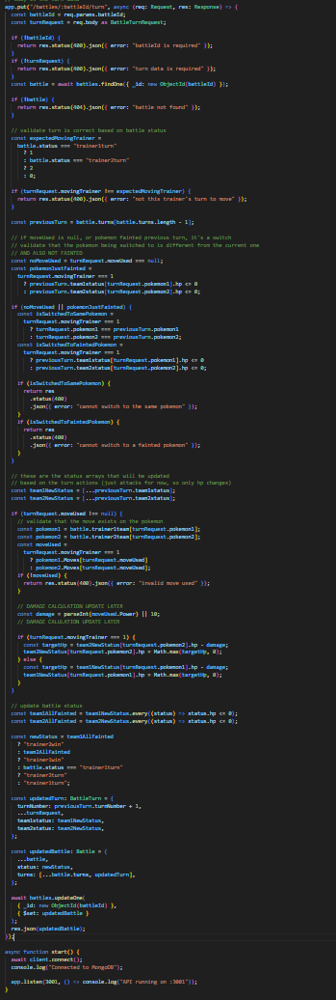 app.put("/battles/:battleId/turn", async (req: Request, res: Response) => {
  const battleId = req.params.battleId;
  const turnRequest = req.body as BattleTurnRequest;

  if (!battleId) {
    return res.status(400).json({ error: "battleId is required" });
  }
  if (!turnRequest) {
    return res.status(400).json({ error: "turn data is required" });
  }
  const battle = await battles.findOne({ _id: new ObjectId(battleId) });

  if (!battle) {
    return res.status(404).json({ error: "battle not found" });
  }

  // validate turn is correct based on battle status
  const expectedMovingTrainer =
    battle.status === "trainer1turn"
      ? 1
      : battle.status === "trainer2turn"
      ? 2
      : 0;

  if (turnRequest.movingTrainer !== expectedMovingTrainer) {
    return res.status(400).json({ error: "not this trainer's turn to move" });
  }

  const previousTurn = battle.turns[battle.turns.length - 1];

  // if moveUsed is null, or pokemon fainted previous turn, it's a switch
  // validate that the pokemon being switched to is different from the current one
  // AND ALSO NOT FAINTED
  const noMoveUsed = turnRequest.moveUsed === null;
  const pokemonJustFainted =
    turnRequest.movingTrainer === 1
      ? previousTurn.team1status[turnRequest.pokemon1].hp <= 0
      : previousTurn.team2status[turnRequest.pokemon2].hp <= 0;

  if (noMoveUsed || pokemonJustFainted) {
    const isSwitchedToSamePokemon =
      turnRequest.movingTrainer === 1
        ? turnRequest.pokemon1 === previousTurn.pokemon1
        : turnRequest.pokemon2 === previousTurn.pokemon2;
    const isSwitchedToFaintedPokemon =
      turnRequest.movingTrainer === 1
        ? previousTurn.team1status[turnRequest.pokemon1].hp <= 0
        : previousTurn.team2status[turnRequest.pokemon2].hp <= 0;

    if (isSwitchedToSamePokemon) {
      return res
        .status(400)
        .json({ error: "cannot switch to the same pokemon" });
    }
    if (isSwitchedToFaintedPokemon) {
      return res
        .status(400)
        .json({ error: "cannot switch to a fainted pokemon" });
    }
  }

  // these are the status arrays that will be updated
  // based on the turn actions (just attacks for now, so only hp changes)
  const team1NewStatus = [...previousTurn.team1status];
  const team2NewStatus = [...previousTurn.team2status];

  if (turnRequest.moveUsed !== null) {
    // validate that the move exists on the pokemon
    const pokemon1 = battle.trainer1team[turnRequest.pokemon1];
    const pokemon2 = battle.trainer2team[turnRequest.pokemon2];
    const moveUsed =
      turnRequest.movingTrainer === 1
        ? pokemon1.Moves[turnRequest.moveUsed]
        : pokemon2.Moves[turnRequest.moveUsed];
    if (!moveUsed) {
      return res.status(400).json({ error: "invalid move used" });
    }

    // DAMAGE CALCULATION UPDATE LATER
    const damage = parseInt(moveUsed.Power) || 10;
    // DAMAGE CALULATION UPDATE LATER

    if (turnRequest.movingTrainer === 1) {
      const targetHp = team2NewStatus[turnRequest.pokemon2].hp - damage;
      team2NewStatus[turnRequest.pokemon2].hp = Math.max(targetHp, 0);
    } else {
      const targetHp = team1NewStatus[turnRequest.pokemon1].hp - damage;
      team1NewStatus[turnRequest.pokemon1].hp = Math.max(targetHp, 0);
    }
  }

  // update battle status
  const team1AllFainted = team1NewStatus.every((status) => status.hp <= 0);
  const team2AllFainted = team2NewStatus.every((status) => status.hp <= 0);

  const newStatus = team1AllFainted
    ? "trainer2win"
    : team2AllFainted
    ? "trainer1win"
    : battle.status === "trainer1turn"
    ? "trainer2turn"
    : "trainer1turn";

  const updatedTurn: BattleTurn = {
    turnNumber: previousTurn.turnNumber + 1,
    ...turnRequest,
    team1status: team1NewStatus,
    team2status: team2NewStatus,
  };

  const updatedBattle: Battle = {
    ...battle,
    status: newStatus,
    turns: [...battle.turns, updatedTurn],
  };

  await battles.updateOne(
    { _id: new ObjectId(battleId) },
    { $set: updatedBattle }
  );
  res.json(updatedBattle);
});

async function start() {
  await client.connect();
  console.log("Connected to MongoDB");

  app.listen(3001, () => console.log("API running on :3001"));
}